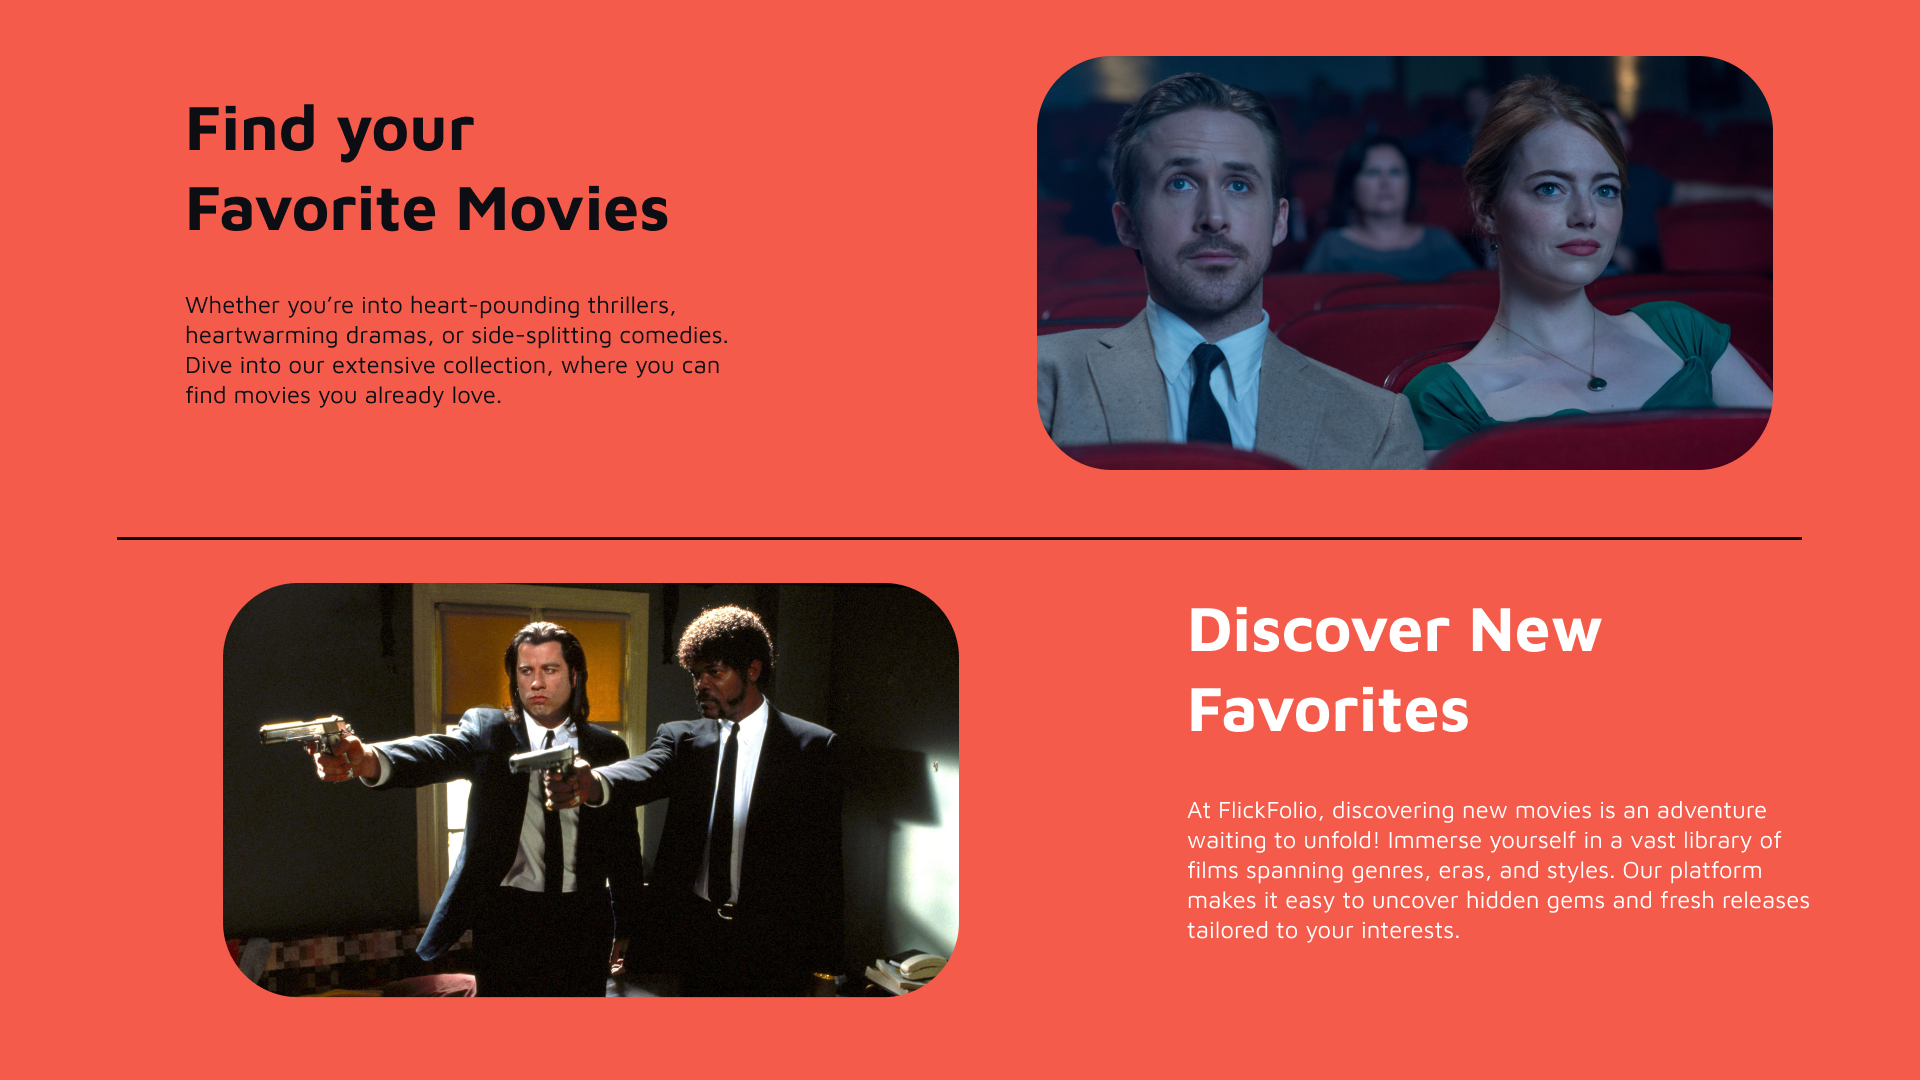 Find your
Favorite Movies
Whether you’re into heart-pounding thrillers,
heartwarming dramas, or side-splitting comedies.
Dive into our extensive collection, where you can
find movies you already love.
Discover New
Favorites
At FlickFolio, discovering new movies is an adventure
waiting to unfold! Immerse yourself in a vast library of
films spanning genres, eras, and styles. Our platform
makes it easy to uncover hidden gems and fresh releases
tailored to your interests.